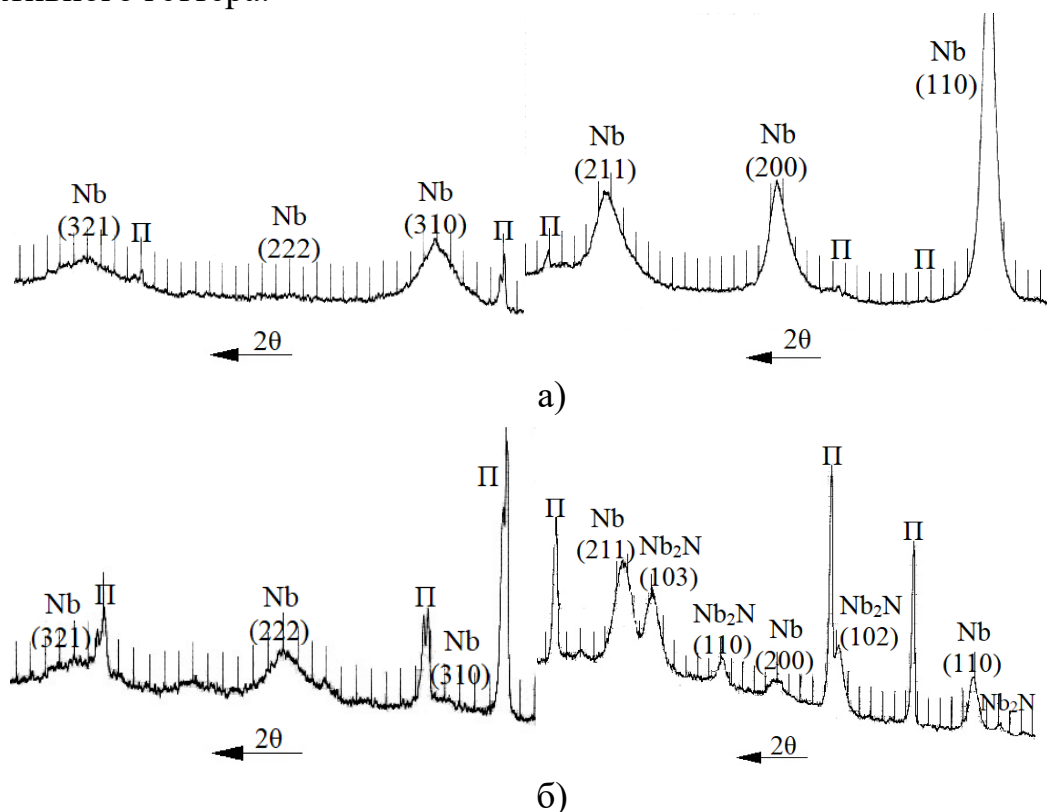 Nb
(110)
Nb
(211)
Nb
(200)
Nb
(321)
П
Nb
(222)
Nb
(310)
П
П
П
П
2θ
2θ
а)
П
П
Nb
(211)
Nb₂N
(103)
Nb₂N
(110)
Nb
(200)
П
Nb₂N
(102)
П
Nb
(110)
Nb₂N
Nb
(321)
П
Nb
(222)
П
Nb
(310)
2θ
2θ
б)